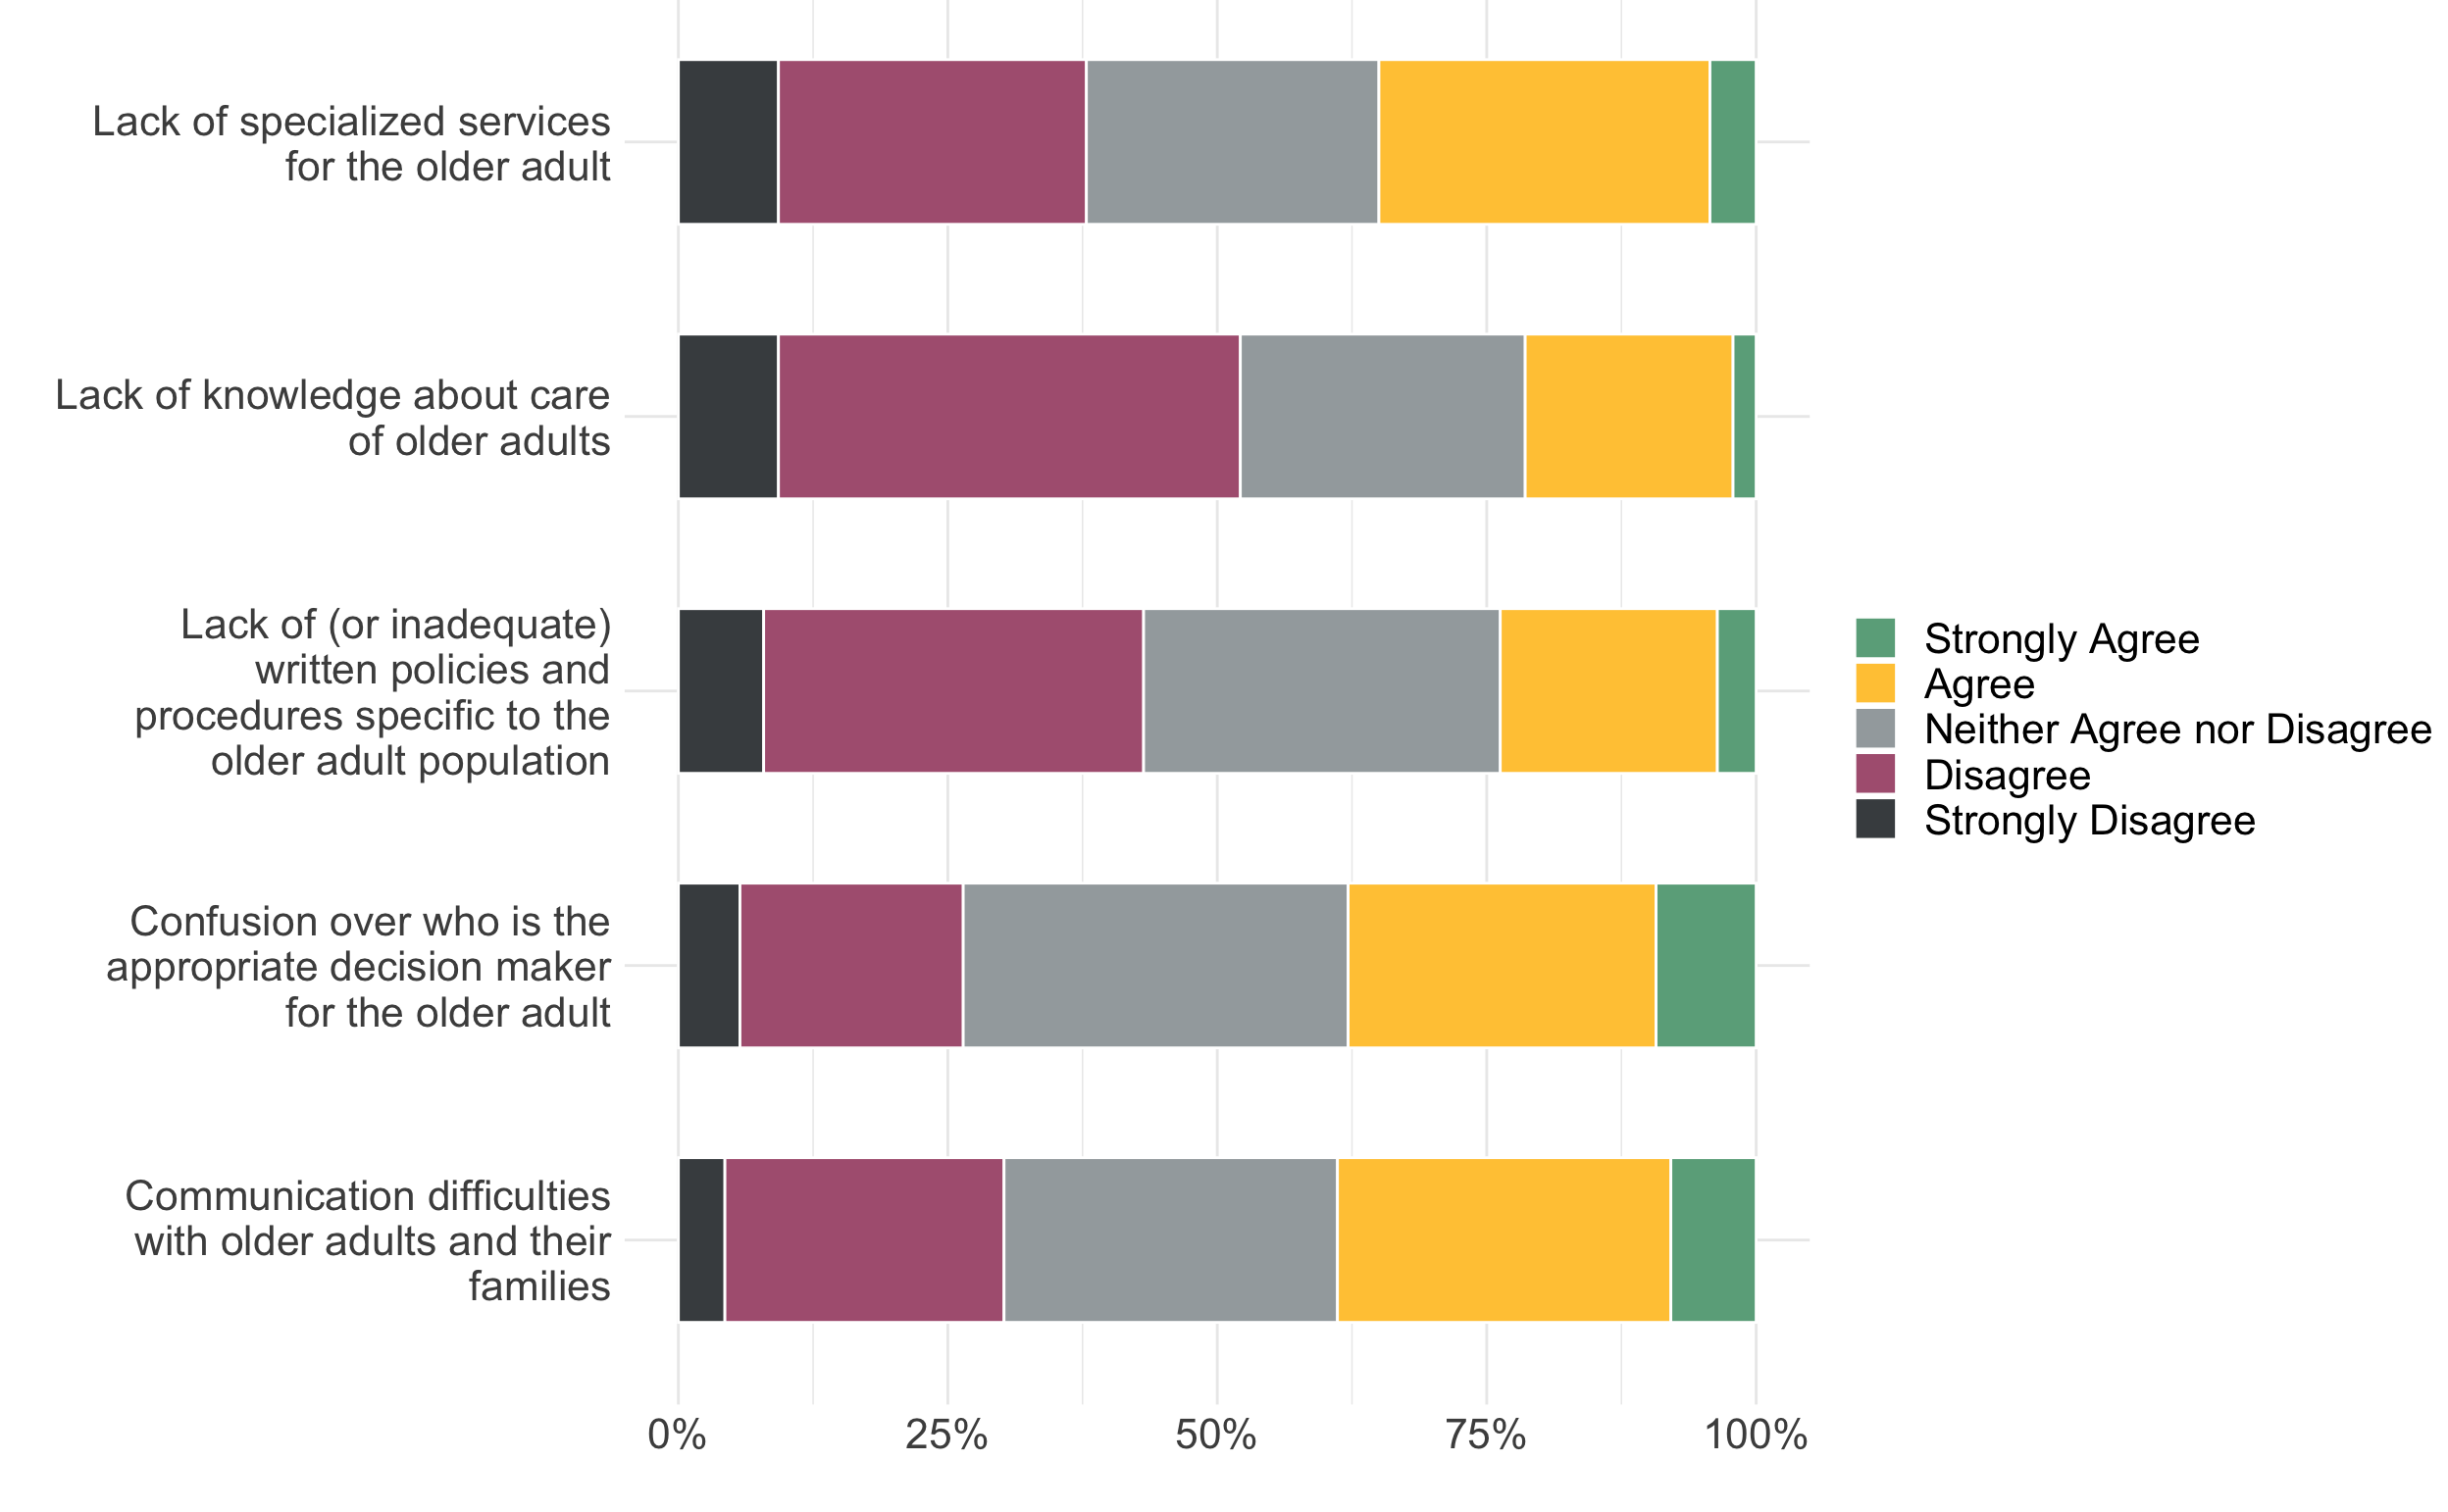 Lack of specialized services
for the older adult
Lack of knowledge about care
of older adults
Lack of (or inadequate)
written policies and
procedures specific to the
older adult population
Confusion over who is the
appropriate decision maker
for the older adult
Communication difficulties
with older adults and their
families
0% 25% 50% 75% 100%
Strongly Agree
Agree
Neither Agree nor Disagree
Disagree
Strongly Disagree